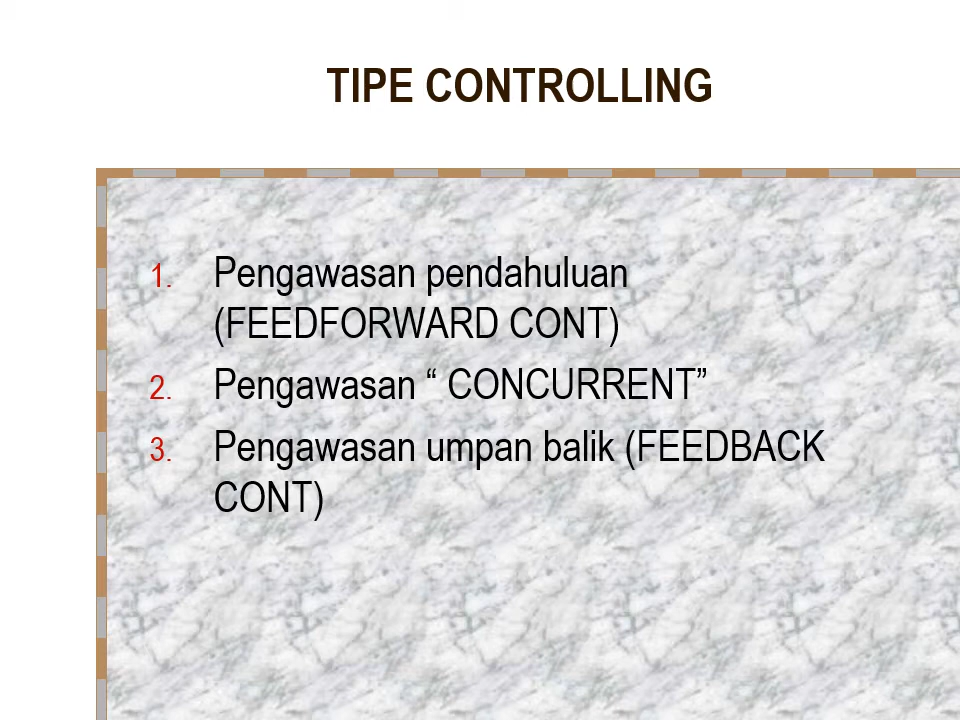 TIPE CONTROLLING
1. Pengawasan pendahuluan
(FEEDFORWARD CONT)
2. Pengawasan “ CONCURRENT”
3. Pengawasan umpan balik (FEEDBACK
CONT)